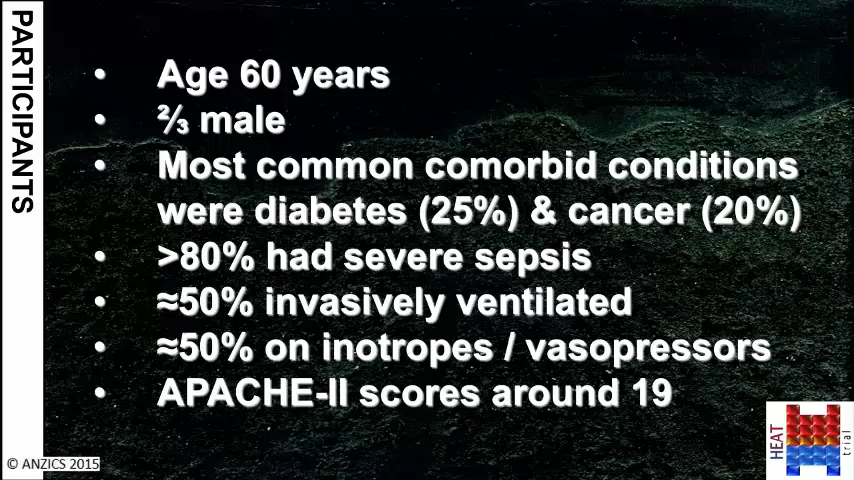 PARTICIPANTS
• Age 60 years
• ⅔ male
• Most common comorbid conditions
were diabetes (25%) & cancer (20%)
• >80% had severe sepsis
• ≈50% invasively ventilated
• ≈50% on inotropes / vasopressors
• APACHE-II scores around 19
© ANZICS 2015
HEAT
trial